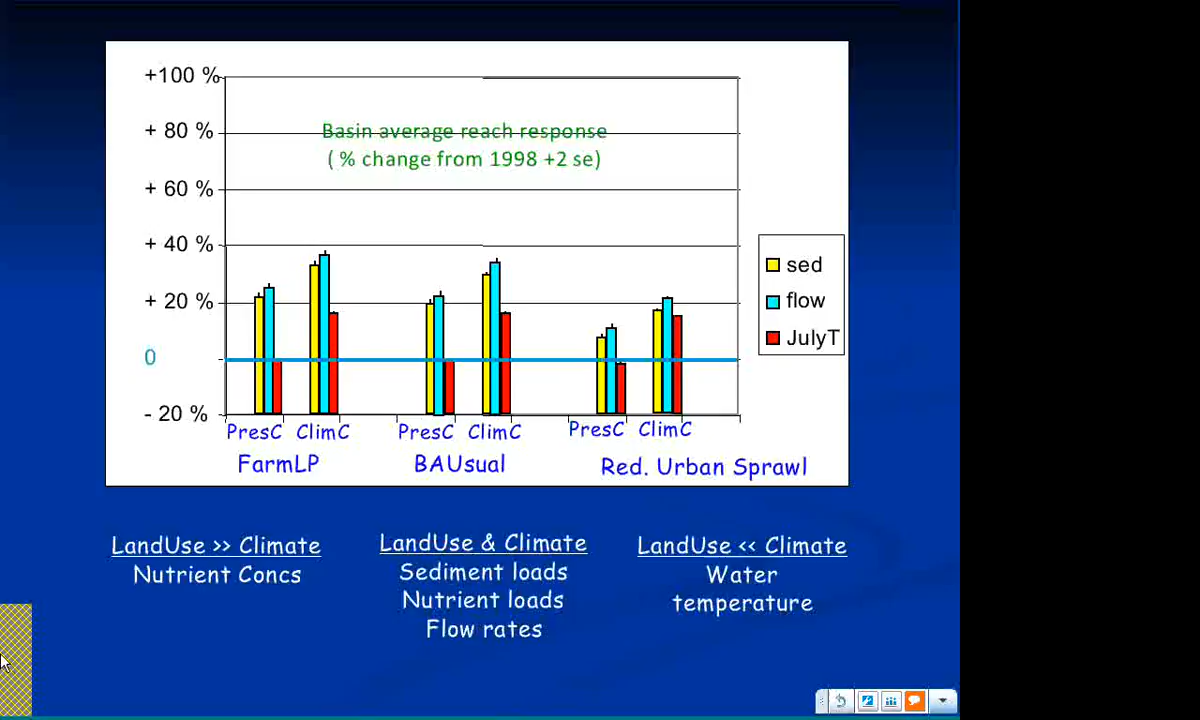 +100 %
+ 80 %
+ 60 %
+ 40 %
+ 20 %
0
- 20 %
Basin average reach response
( % change from 1998 +2 se)
sed
flow
JulyT
PresC ClimC PresC ClimC PresC ClimC
FarmLP BAUsual Red. Urban Sprawl
LandUse >> Climate
Nutrient Concs
LandUse & Climate
Sediment loads
Nutrient loads
Flow rates
LandUse << Climate
Water
temperature